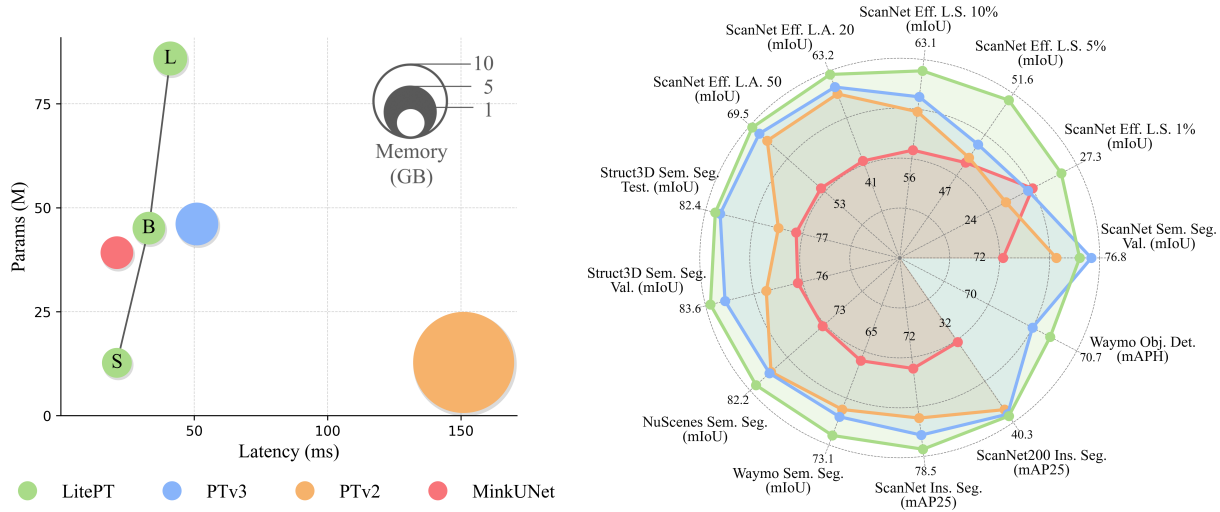 L
B
S
75
50
25
0
50
100
150
Params (M)
Latency (ms)
10
5
1
Memory
(GB)
LitePT
PTv3
PTv2
MinkUNet
ScanNet Eff. L.S. 10%
(mIoU)
63.1
56
ScanNet Eff. L.S. 5%
(mIoU)
51.6
47
ScanNet Eff. L.S. 1%
(mIoU)
27.3
24
ScanNet Sem. Seg.
Val. (mIoU)
76.8
72
Waymo Obj. Det.
(mAPH)
70.7
70
ScanNet200 Ins. Seg.
(mAP25)
40.3
32
ScanNet Ins. Seg.
(mAP25)
78.5
72
Waymo Sem. Seg.
(mIoU)
73.1
65
NuScenes Sem. Seg.
(mIoU)
82.2
73
Struct3D Sem. Seg.
Val. (mIoU)
83.6
76
Struct3D Sem. Seg.
Test. (mIoU)
82.4
77
ScanNet Eff. L.A. 50
(mIoU)
69.5
53
ScanNet Eff. L.A. 20
(mIoU)
63.2
41